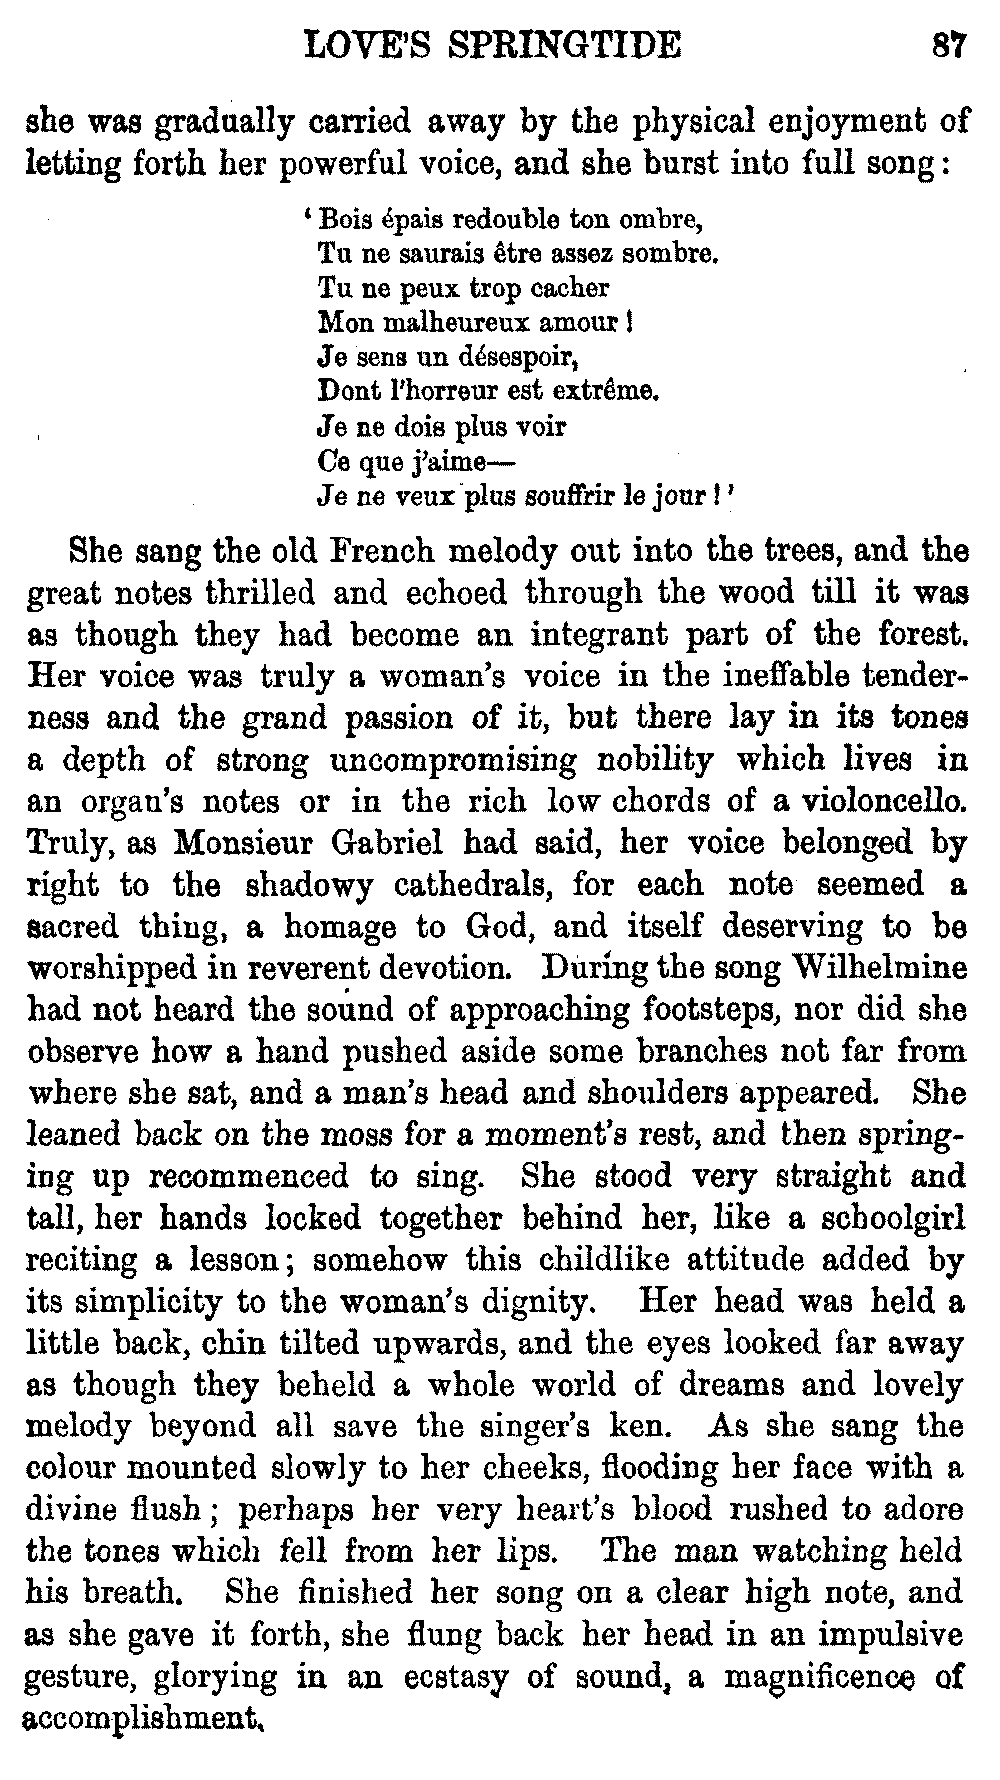 LOVE'S SPRINGTIDE 87
she was gradually carried away by the physical enjoyment of
letting forth her powerful voice, and she burst into full song:
‘Bois épais redouble ton ombre,
Tu ne saurais être assez sombre.
Tu ne peux trop cacher
Mon malheureux amour!
Je sens un désespoir,
Dont l'horreur est extrême.
Je ne dois plus voir
Ce que j'aime—
Je ne veux plus souffrir le jour!’
She sang the old French melody out into the trees, and the
great notes thrilled and echoed through the wood till it was
as though they had become an integrant part of the forest.
Her voice was truly a woman's voice in the ineffable tender-
ness and the grand passion of it, but there lay in its tones
a depth of strong uncompromising nobility which lives in
an organ's notes or in the rich low chords of a violoncello.
Truly, as Monsieur Gabriel had said, her voice belonged by
right to the shadowy cathedrals, for each note seemed a
sacred thing, a homage to God, and itself deserving to be
worshipped in reverent devotion. During the song Wilhelmine
had not heard the sound of approaching footsteps, nor did she
observe how a hand pushed aside some branches not far from
where she sat, and a man's head and shoulders appeared. She
leaned back on the moss for a moment's rest, and then spring-
ing up recommenced to sing. She stood very straight and
tall, her hands locked together behind her, like a schoolgirl
reciting a lesson; somehow this childlike attitude added by
its simplicity to the woman's dignity. Her head was held a
little back, chin tilted upwards, and the eyes looked far away
as though they beheld a whole world of dreams and lovely
melody beyond all save the singer's ken. As she sang the
colour mounted slowly to her cheeks, flooding her face with a
divine flush; perhaps her very heart's blood rushed to adore
the tones which fell from her lips. The man watching held
his breath. She finished her song on a clear high note, and
as she gave it forth, she flung back her head in an impulsive
gesture, glorying in an ecstasy of sound, a magnificence of
accomplishment.